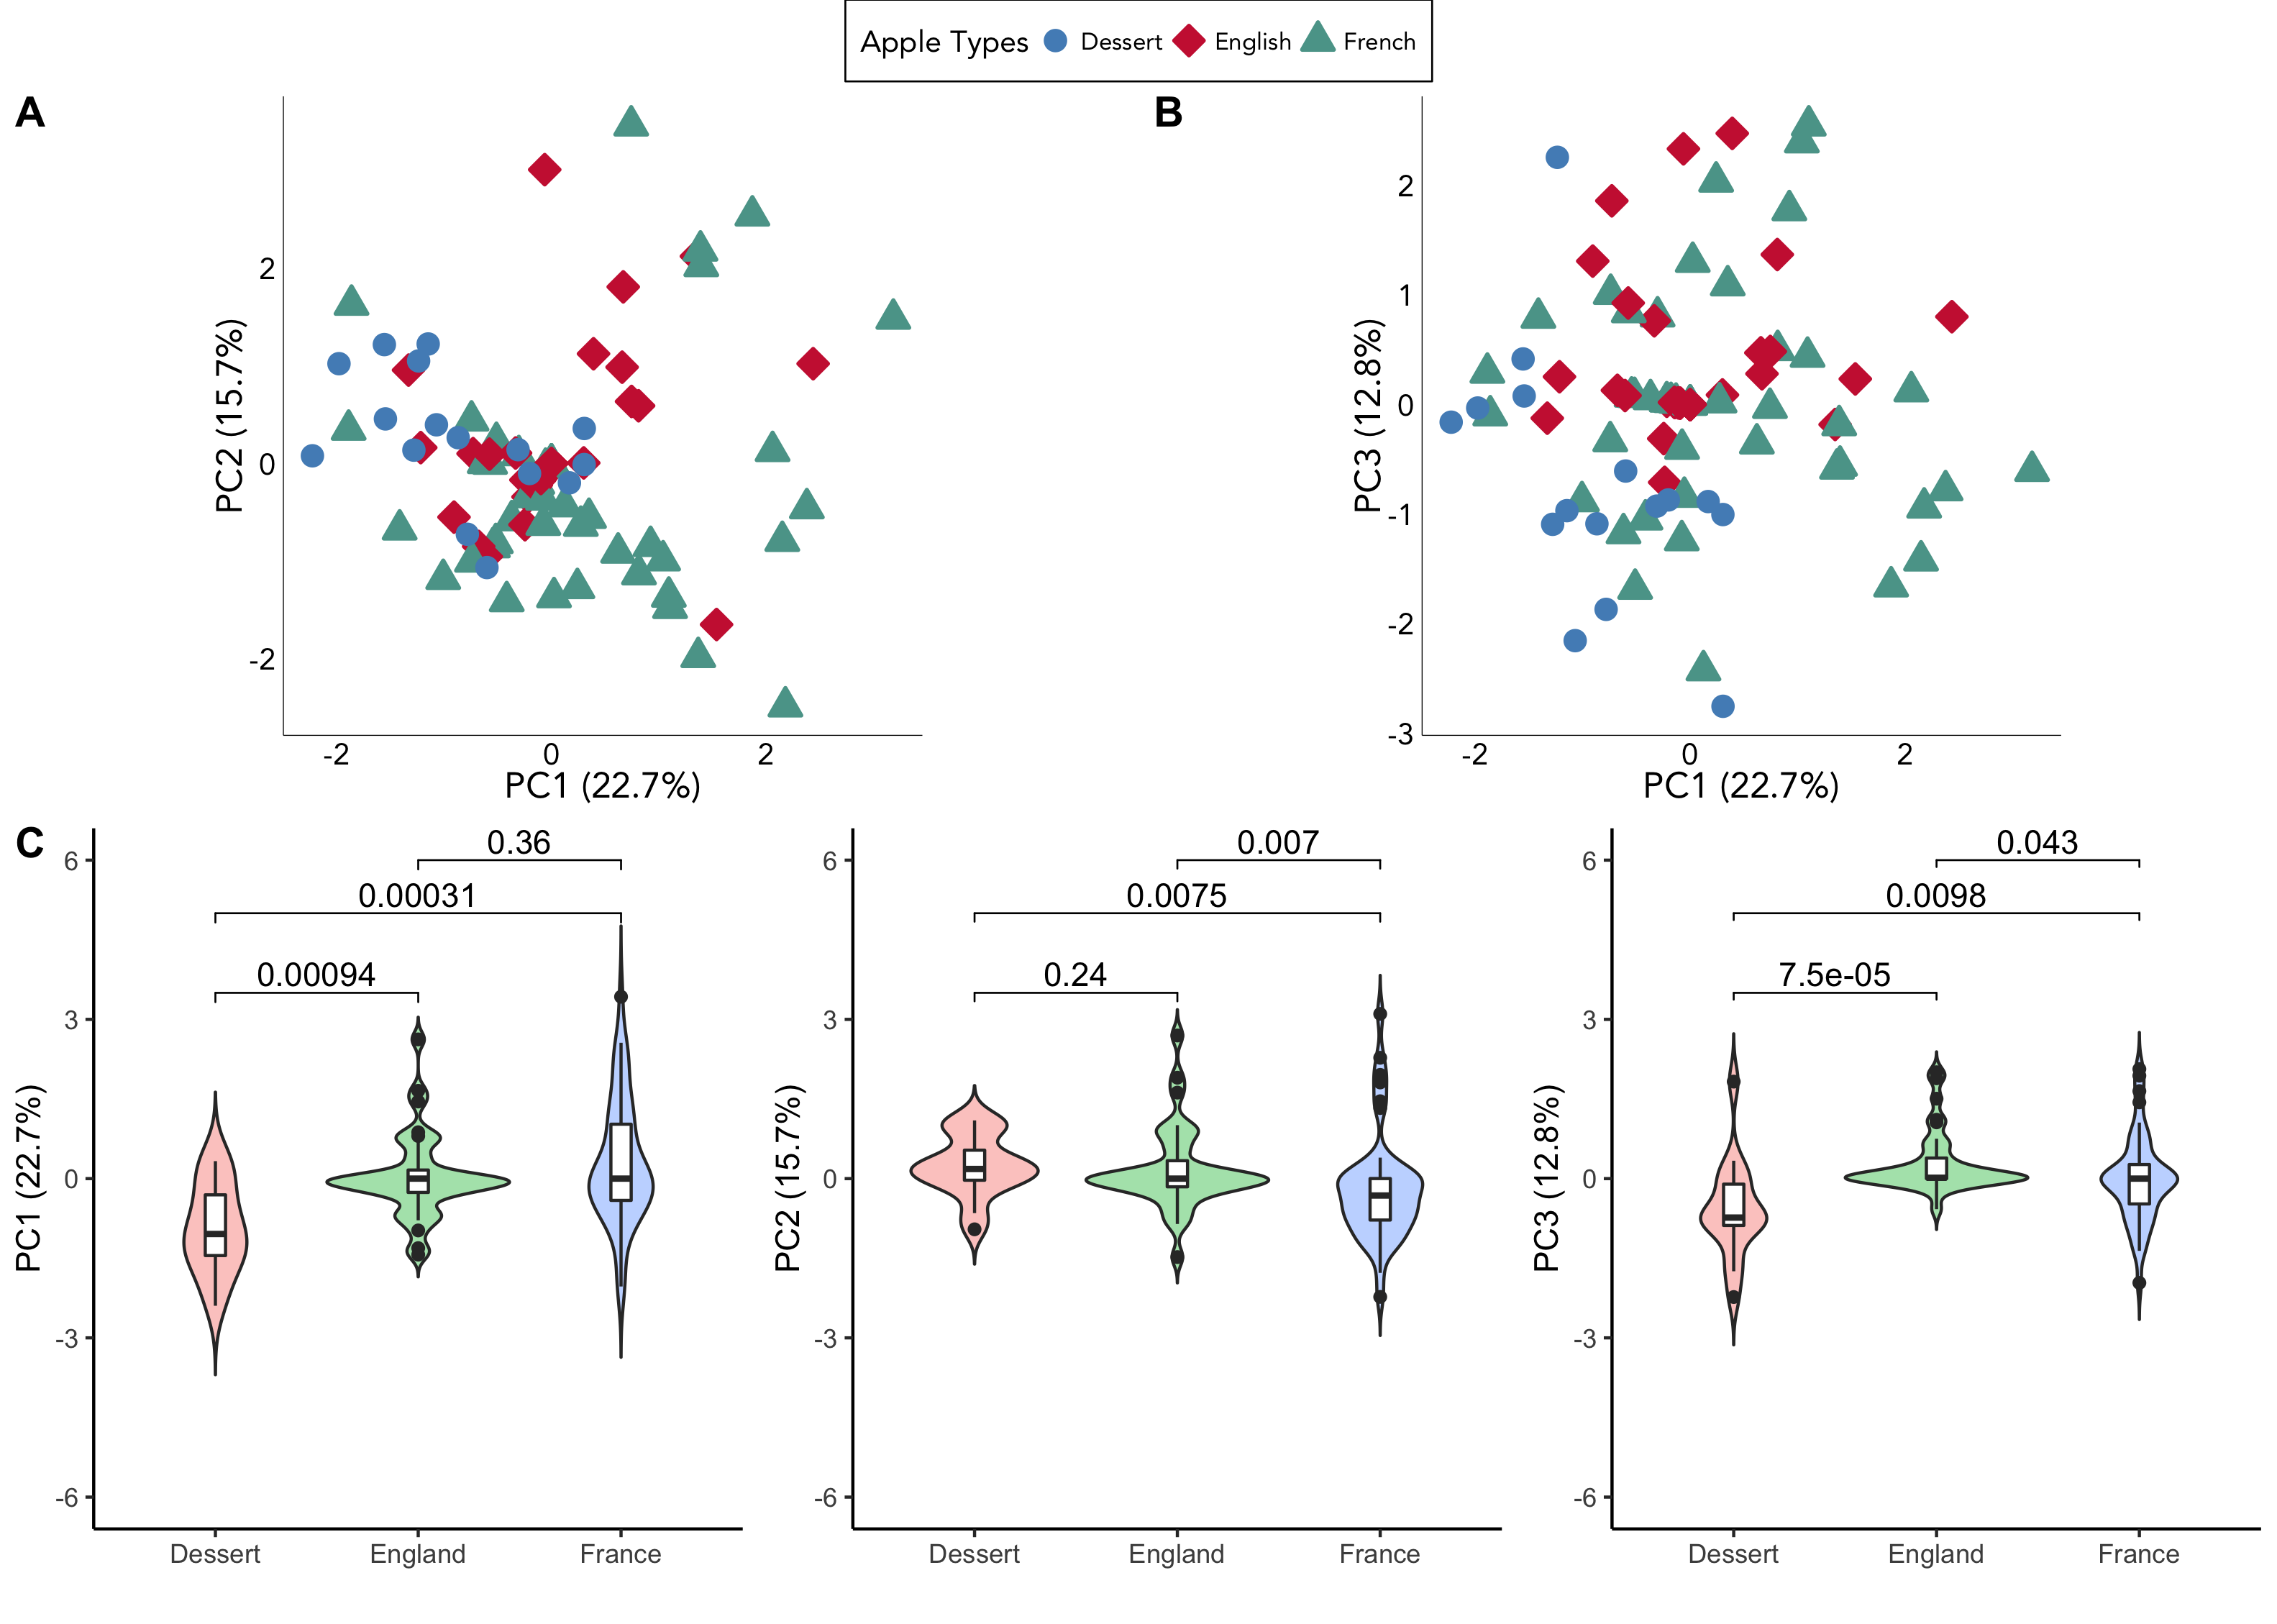 Apple Types Dessert English French
A
B
2
0
-2
PC2 (15.7%)
-2 0 2
PC1 (22.7%)
2
1
0
-1
-2
-3
PC3 (12.8%)
-2 0 2
PC1 (22.7%)
C
6
3
0
-3
-6
PC1 (22.7%)
0.36
0.00031
0.00094
Dessert England France
6
3
0
-3
-6
PC2 (15.7%)
0.007
0.0075
0.24
Dessert England France
6
3
0
-3
-6
PC3 (12.8%)
0.043
0.0098
7.5e-05
Dessert England France